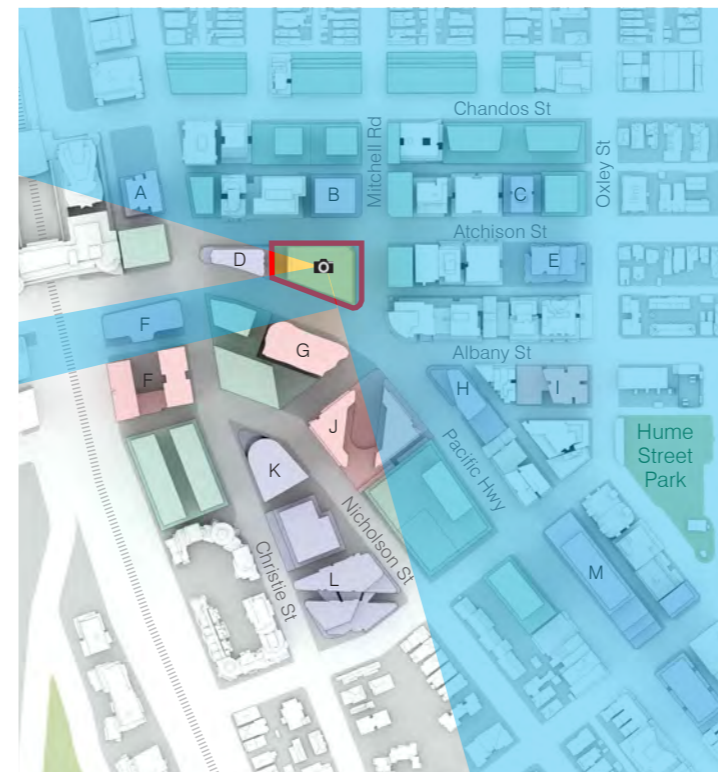 Chandos St
Mitchell Rd
Oxley St
A
B
C
Atchison St
D
E
F
G
Albany St
F
H
I
J
Hume
Street
Park
Pacific Hwy
K
Nicholson St
Christie St
L
M